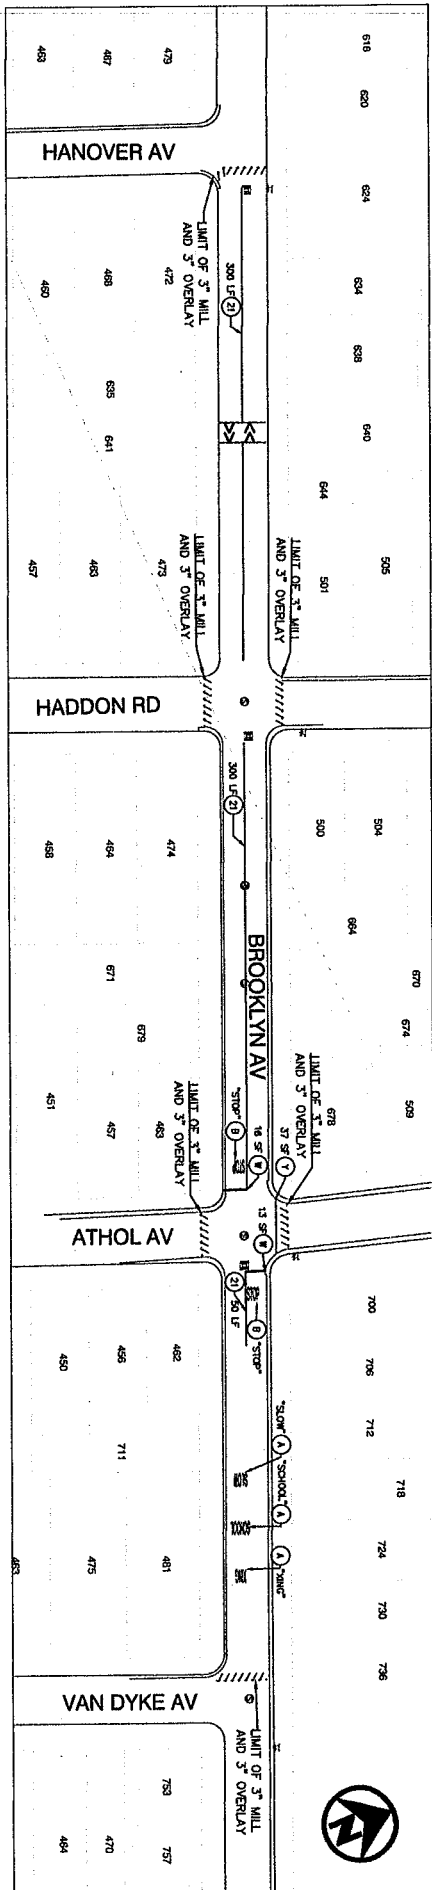 616
620
624
634
638
640
644
505
501
479
467
463
HANOVER AV
LIMIT OF 3" MILL
AND 3" OVERLAY
300 LF 21
472
468
460
635
641
473
463
457
LIMIT OF 3" MILL
AND 3" OVERLAY
LIMIT OF 3" MILL
AND 3" OVERLAY
HADDON RD
504
500
664
670
674
509
678
300 LF 21
BROOKLYN AV
474
464
458
671
679
463
457
451
"STOP" B
16 SF W
37 SF Y
13 SF W
LIMIT OF 3" MILL
AND 3" OVERLAY
LIMIT OF 3" MILL
AND 3" OVERLAY
ATHOL AV
21 50 LF
B "STOP"
700
706
712
718
724
730
736
462
456
450
711
481
475
463
"SLOW" A
"SCHOOL" A
A "XING"
VAN DYKE AV
LIMIT OF 3" MILL
AND 3" OVERLAY
753
757
470
464
N